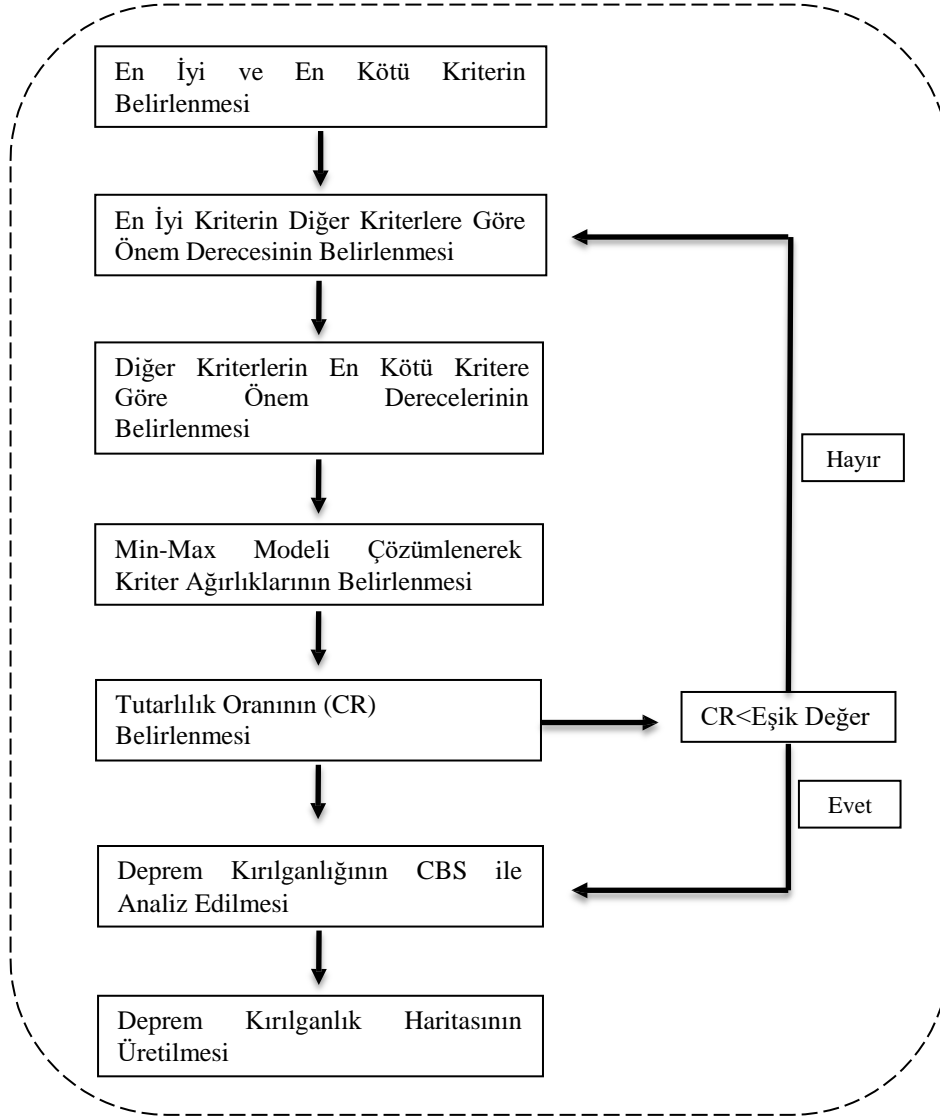 En İyi ve En Kötü Kriterin
Belirlenmesi
En İyi Kriterin Diğer Kriterlere Göre
Önem Derecesinin Belirlenmesi
Diğer Kriterlerin En Kötü Kritere
Göre Önem Derecelerinin
Belirlenmesi
Hayır
Min-Max Modeli Çözümlenerek
Kriter Ağırlıklarının Belirlenmesi
Tutarlılık Oranının (CR)
Belirlenmesi
CR<Eşik Değer
Evet
Deprem Kırılganlığının CBS ile
Analiz Edilmesi
Deprem Kırılganlık Haritasının
Üretilmesi